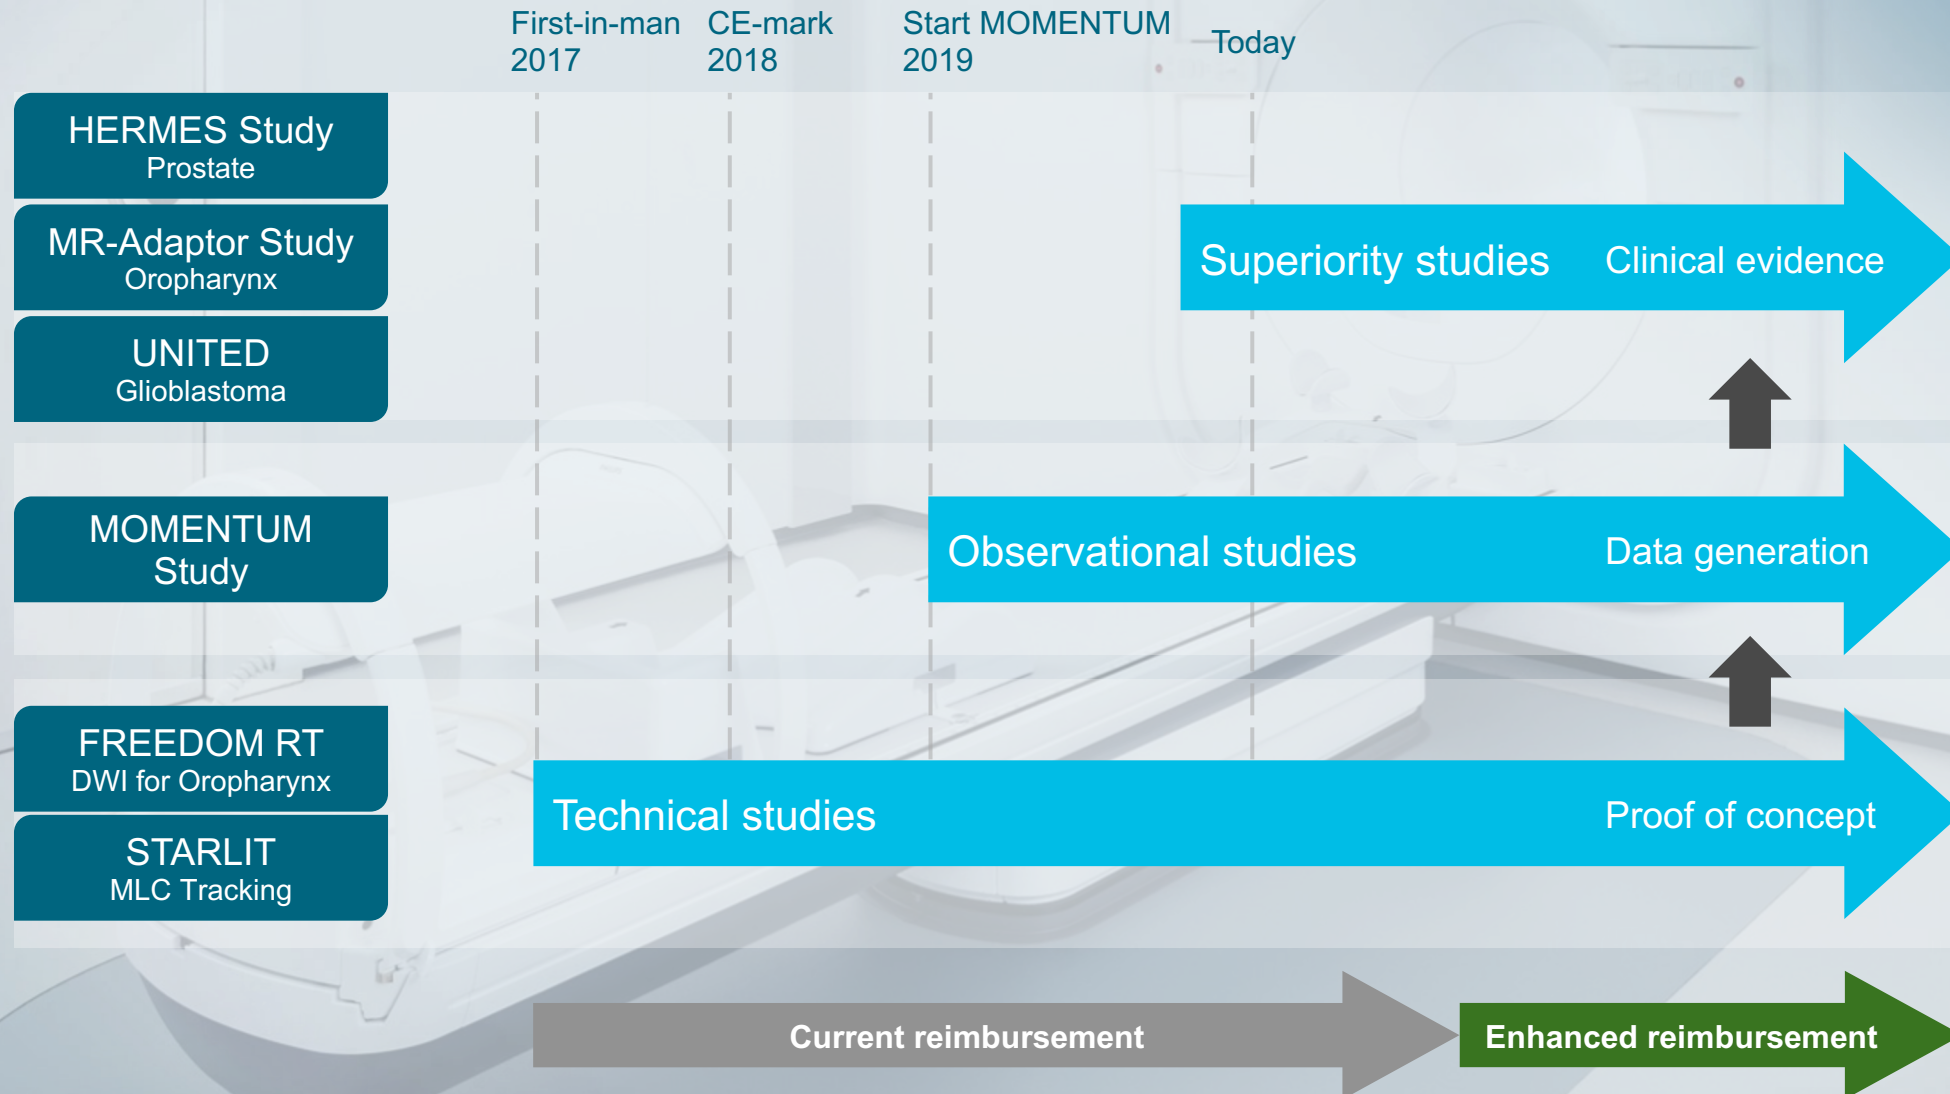 First-in-man
2017
CE-mark
2018
Start MOMENTUM
2019
Today
HERMES Study
Prostate
MR-Adaptor Study
Oropharynx
UNITED
Glioblastoma
Superiority studies
Clinical evidence
MOMENTUM
Study
Observational studies
Data generation
FREEDOM RT
DWI for Oropharynx
STARLIT
MLC Tracking
Technical studies
Proof of concept
Current reimbursement
Enhanced reimbursement